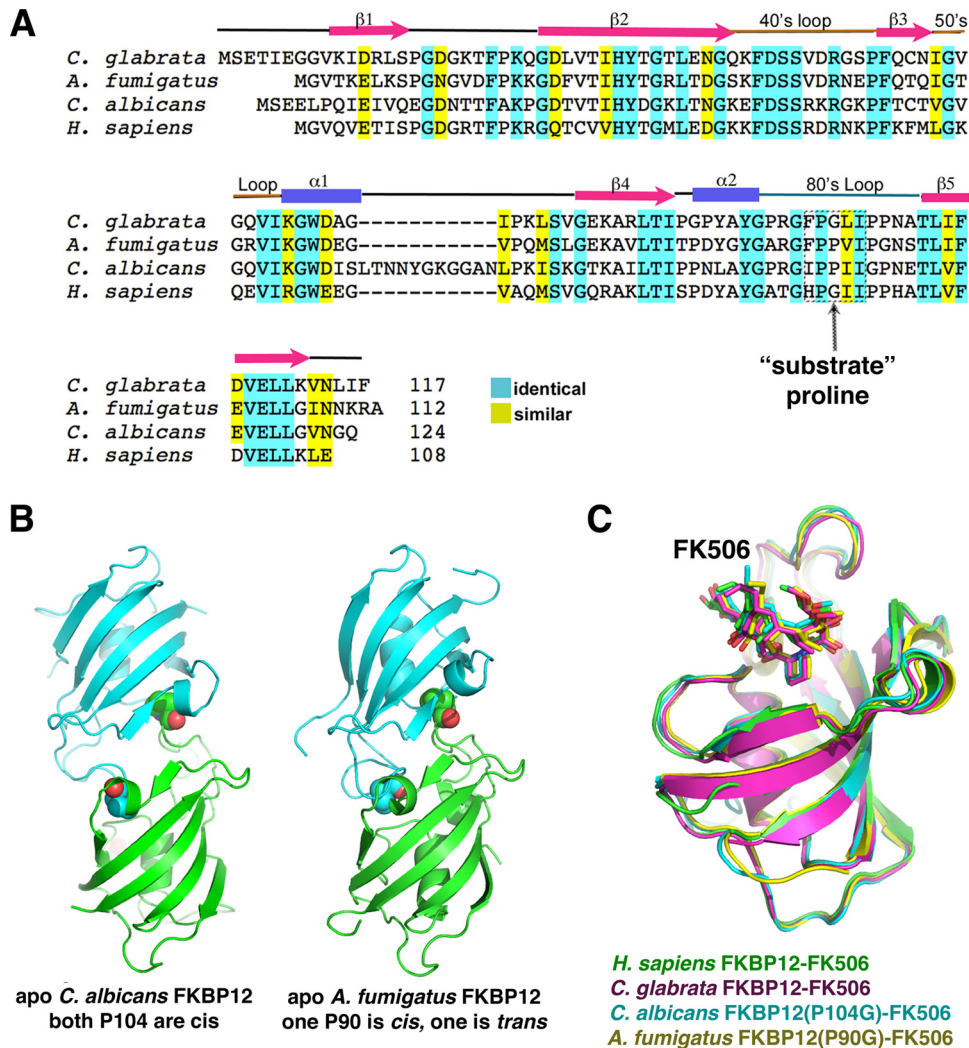 A
β1 β2 40's loop β3 50's
C. glabrata MSETIEGGVKIDRLSPGDGKTFPKQGDLVTIHYTGTLENGQKFDSSVDRGSPFQCNIGV
A. fumigatus MGVTKELKSPGNGVDFPKKGDFVTIHYTGRLTDGSKFDSSVDRNEPFQTQIGT
C. albicans MSEELPQIEIVQEGDNTTFAKPGDTVTIHYDGKLTNGKEFDSSRKRGKPFTCTVGV
H. sapiens MGVQVETISPGDGRTFPKRGQTCVVHYTGMLEDGKKFDSSRDRNKPFKFMLGK
Loop α1 β4 α2 80's Loop β5
C. glabrata GQVIKGWDAG------------IPKLSVGEKARLTIPGPYAYGPRGFPGLIPPNATLIF
A. fumigatus GRVIKGWDEG------------VPQMSLGEKAVLTITPDYGYGARGFPPVIPGNSTLIF
C. albicans GQVIKGWDISLTNNYGKGGANLPKISKGTKAILTIPPNLAYGPRGIPPIIGPNETLVF
H. sapiens QEVIRGWEEG------------VAQMSVGQRAKLTISPDYAYGATGHPGIIPPHATLVF
"substrate"
proline
C. glabrata DVELLKVNLIF 117
A. fumigatus EVELLGINNKRA 112
C. albicans EVELLGVNGQ 124
H. sapiens DVELLKLE 108
identical
similar
B
apo C. albicans FKBP12
both P104 are cis
apo A. fumigatus FKBP12
one P90 is cis, one is trans
C
FK506
H. sapiens FKBP12-FK506
C. glabrata FKBP12-FK506
C. albicans FKBP12(P104G)-FK506
A. fumigatus FKBP12(P90G)-FK506